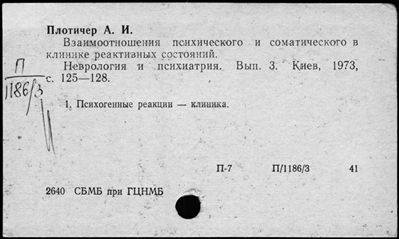 Плотичер А. И.
Взаимоотношения психического и соматического в
клинике реактивных состояний.
Неврология и психиатрия. Вып. 3. Киев, 1973,
с. 125—128.
П
1186/3
1. Психогенные реакции — клиника.
П-7 П/1186/3 41
2640 СБМБ при ГЦНМБ